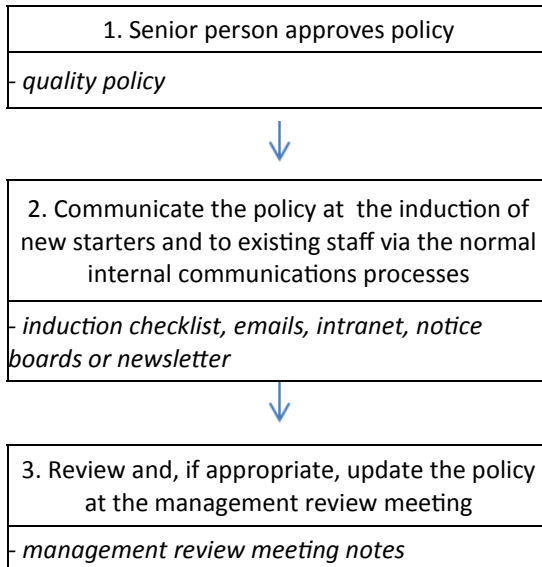 1. Senior person approves policy
- quality policy
2. Communicate the policy at the induction of
new starters and to existing staff via the normal
internal communications processes
- induction checklist, emails, intranet, notice
boards or newsletter
3. Review and, if appropriate, update the policy
at the management review meeting
- management review meeting notes